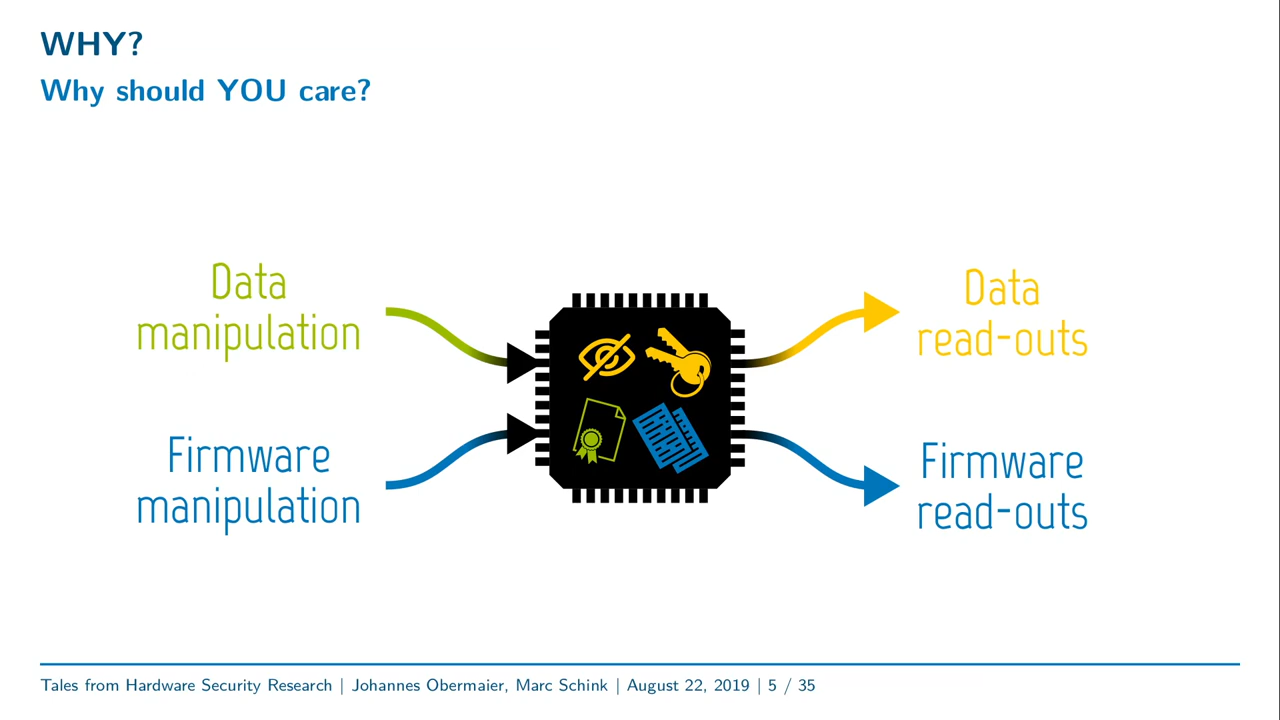 WHY?
Why should YOU care?
Data
manipulation
Data
read-outs
Firmware
manipulation
Firmware
read-outs
Tales from Hardware Security Research | Johannes Obermaier, Marc Schink | August 22, 2019 | 5 / 35